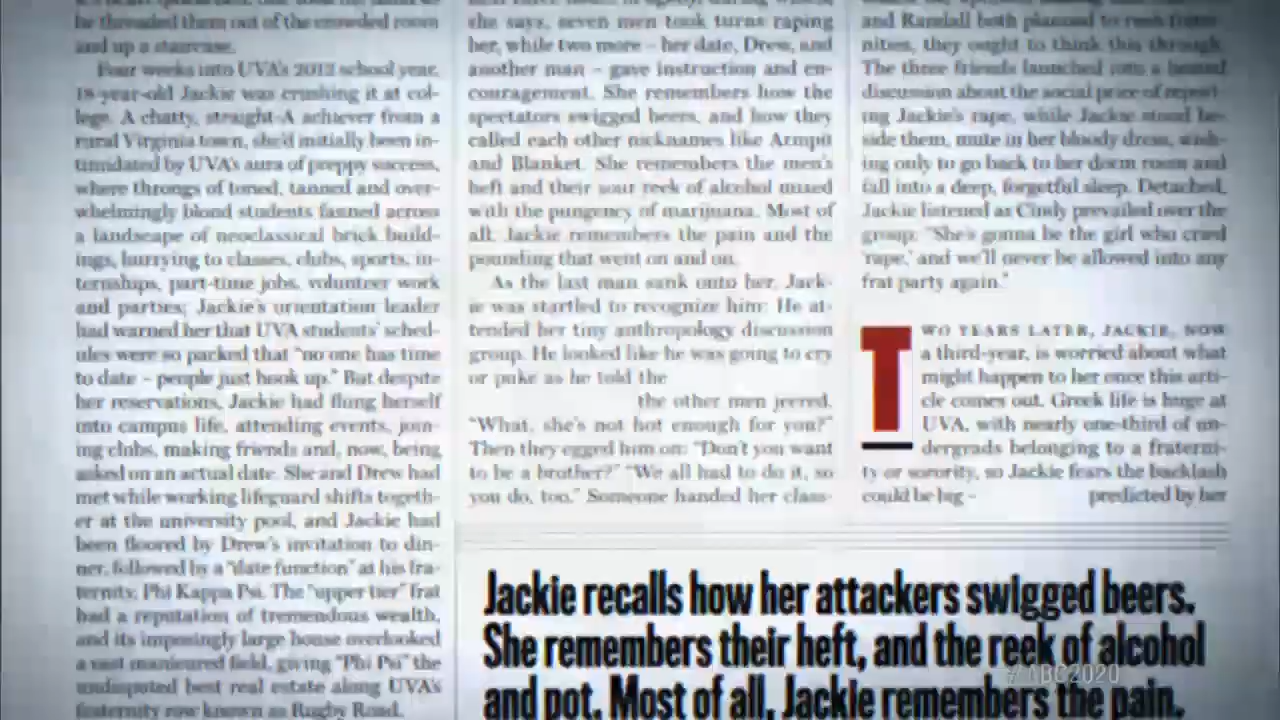 be threaded them out of the crowded room
and up a staircase.
Four weeks into UVA's 2012 school year,
18-year-old Jackie was crushing it at col-
lege. A chatty, straight-A achiever from a
rural Virginia town, she'd initially been in-
timidated by UVA's aura of preppy success,
where throngs of toned, tanned and over-
whelmingly blond students fanned across
a landscape of neoclassical brick build-
ings, hurrying to classes, clubs, sports, in-
ternships, part-time jobs, volunteer work
and parties; Jackie's orientation leader
had warned her that UVA students' sched-
ules were so packed that "no one has time
to date – people just hook up." But despite
her reservations, Jackie had flung herself
into campus life, attending events, join-
ing clubs, making friends and, now, being
asked on an actual date. She and Drew had
met while working lifeguard shifts togeth-
er at the university pool, and Jackie had
been floored by Drew's invitation to din-
ner, followed by a "date function" at his fra-
ternity, Phi Kappa Psi. The "upper tier" frat
had a reputation of tremendous wealth,
and its imposingly large house overlooked
a vast manicured field, giving "Phi Psi" the
undisputed best real estate along UVA's
fraternity row known as Rugby Road.
she says, seven men took turns raping
her, while two more – her date, Drew, and
another man – gave instruction and en-
couragement. She remembers how the
spectators swigged beers, and how they
called each other nicknames like Armpit
and Blanket. She remembers the men's
heft and their sour reek of alcohol mixed
with the pungency of marijuana. Most of
all, Jackie remembers the pain and the
pounding that went on and on.
As the last man sank onto her, Jack-
ie was startled to recognize him: He at-
tended her tiny anthropology discussion
group. He looked like he was going to cry
or puke as he told the
the other men jeered.
"What, she's not hot enough for you?"
Then they egged him on: "Don't you want
to be a brother?" "We all had to do it, so
you do, too." Someone handed her class-
and Randall both planned to rush frater-
nities, they ought to think this through.
The three friends launched into a heated
discussion about the social price of report-
ing Jackie's rape, while Jackie stood be-
side them, mute in her bloody dress, wish-
ing only to go back to her dorm room and
fall into a deep, forgetful sleep. Detached,
Jackie listened as Cindy prevailed over the
group: "She's gonna be the girl who cried
'rape,' and we'll never be allowed into any
frat party again."
TWO YEARS LATER, JACKIE, NOW
a third-year, is worried about what
might happen to her once this arti-
cle comes out. Greek life is huge at
UVA, with nearly one-third of un-
dergrads belonging to a fraterni-
ty or sorority, so Jackie fears the backlash
could be big – predicted by her
Jackie recalls how her attackers swigged beers.
She remembers their heft, and the reek of alcohol
and pot. Most of all, Jackie remembers the pain.
#ABC2020